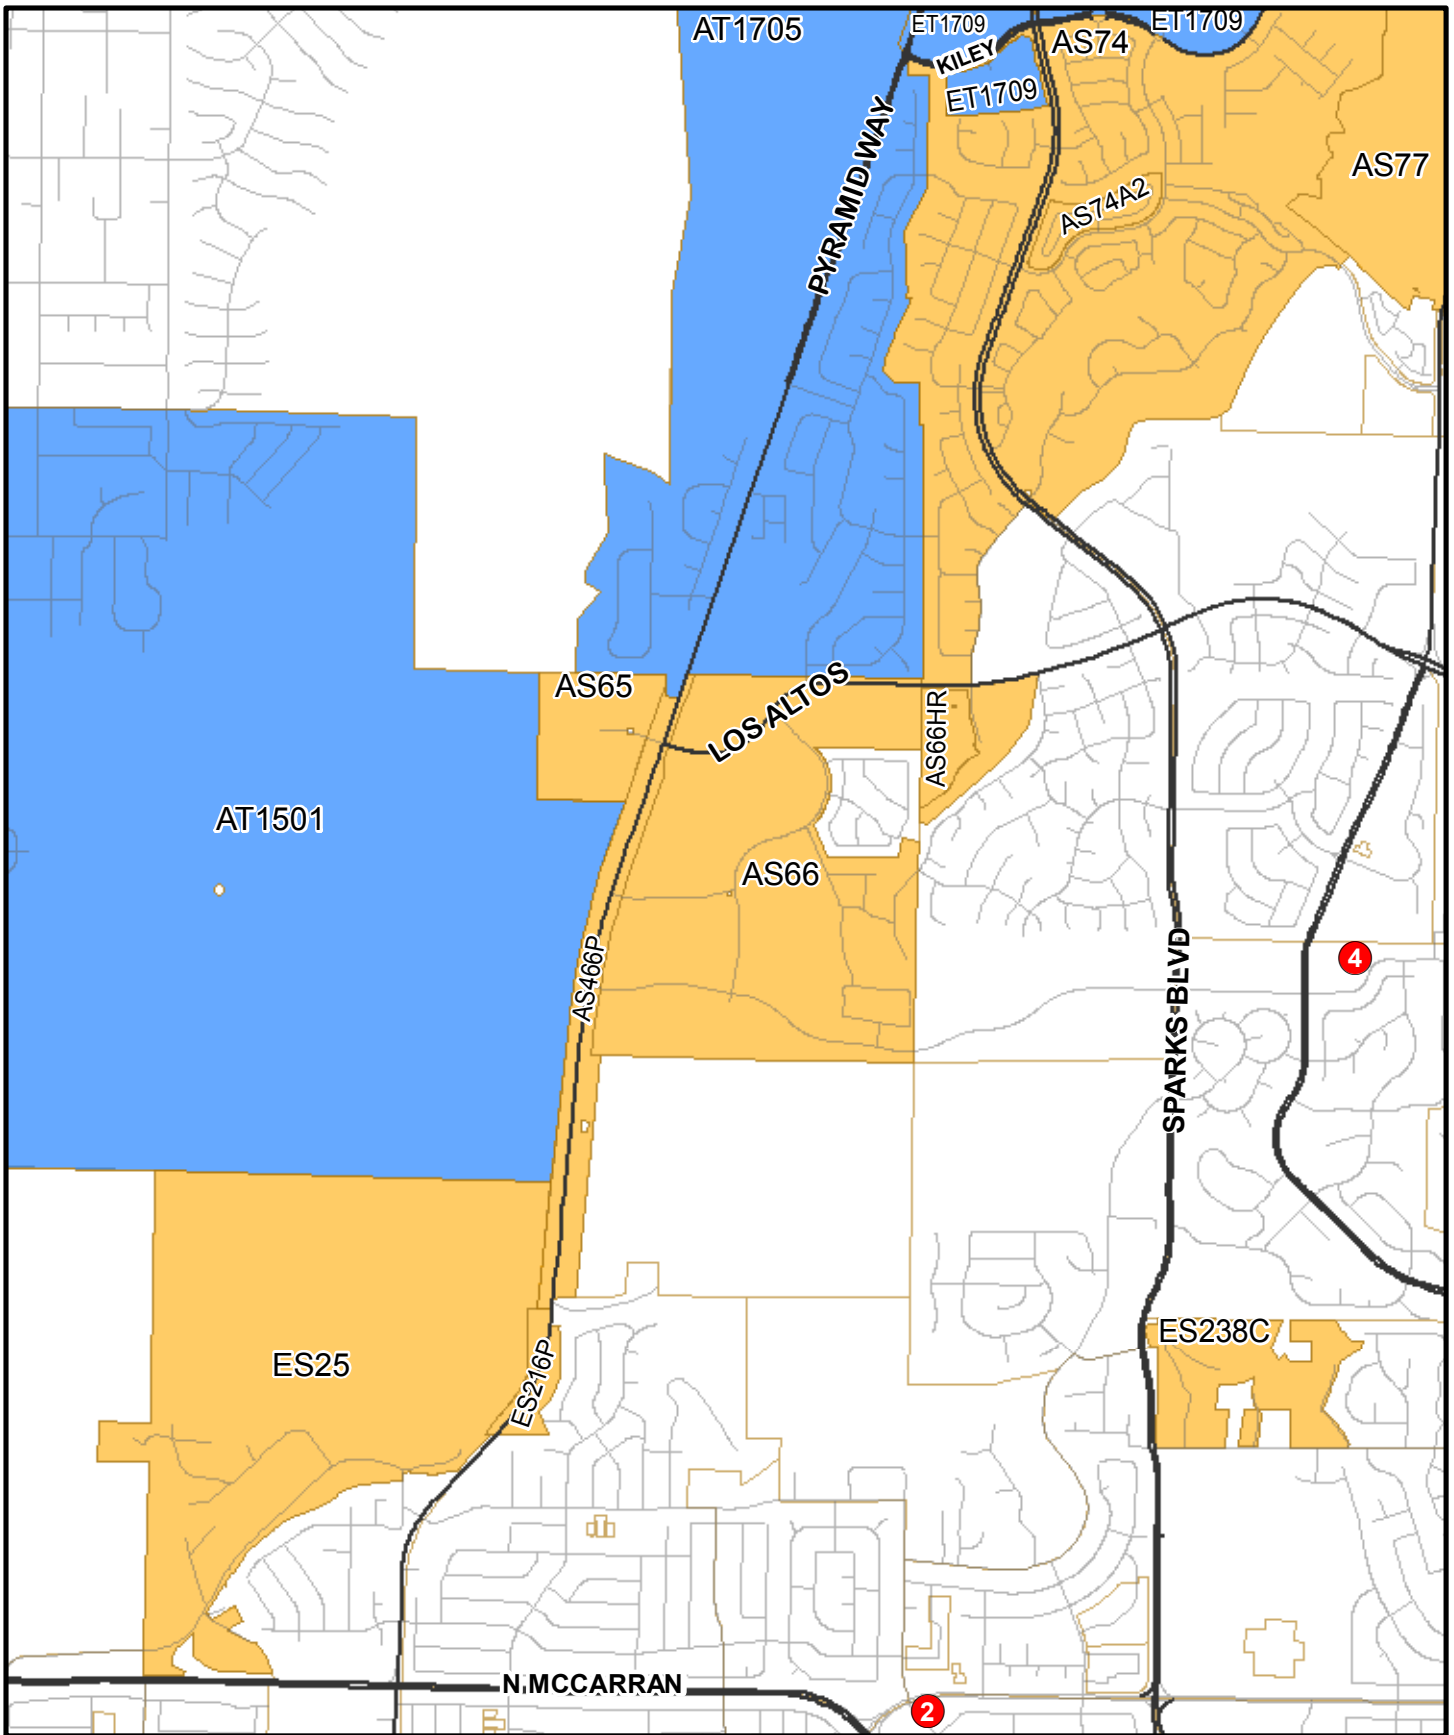 AT1705
ET1709
ET1709
KILEY
AS74
ET1709
PYRAMID WAY
AS77
AS74A2
AS65
LOS ALTOS
AS66HR
AT1501
AS66
AS466P
SPARKS BLVD
4
ES238C
ES25
ES216P
N MCCARRAN
2